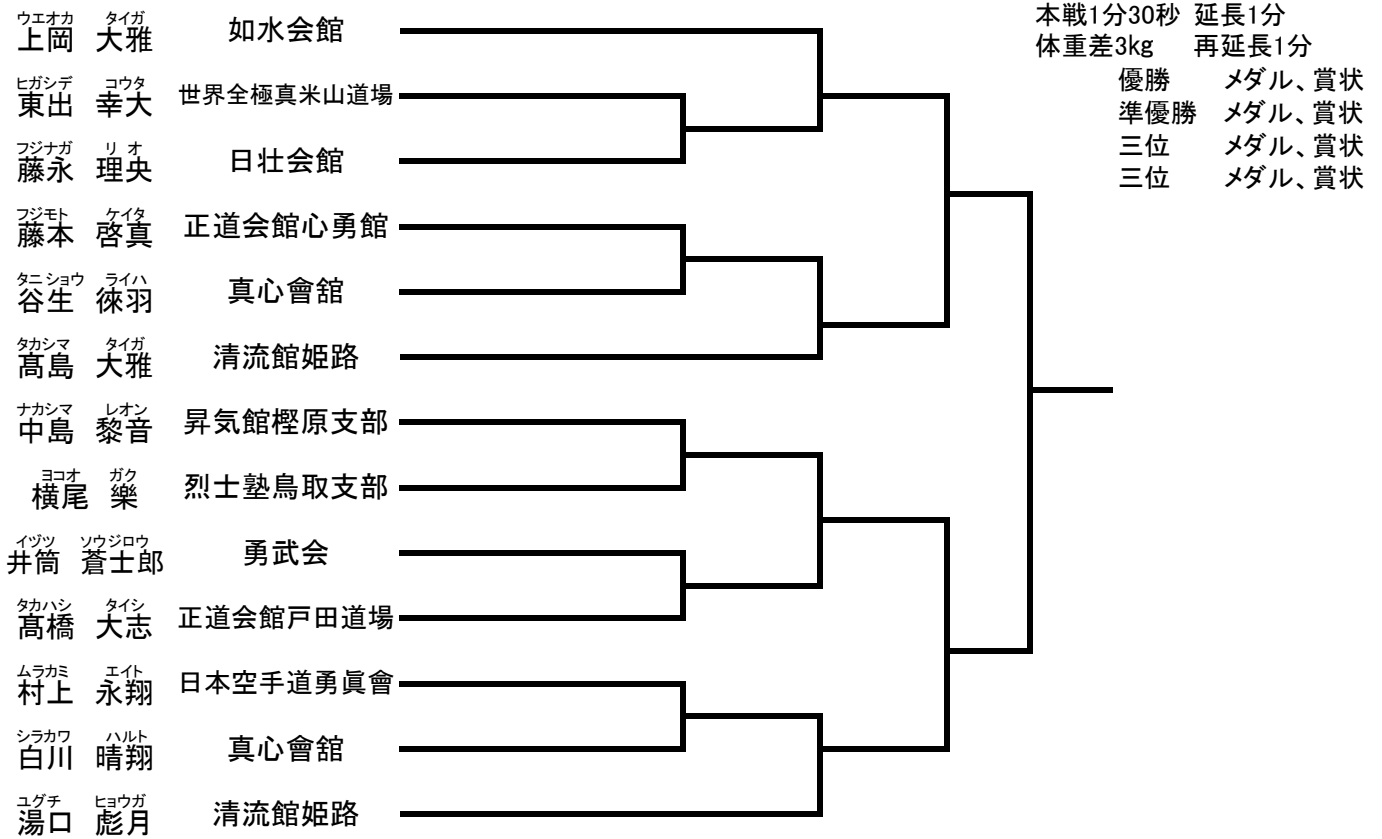 ウエオカ タイガ
上岡 大雅 如水会館
ヒガシデ コウタ
東出 幸大 世界全極真米山道場
フジナガ リオ
藤永 理央 日壮会館
フジモト ケイタ
藤本 啓真 正道会館心勇館
タニショウ ライハ
谷生 徠羽 真心會舘
タカシマ タイガ
髙島 大雅 清流館姫路
ナカシマ レオン
中島 黎音 昇気館樫原支部
ヨコオ ガク
横尾 樂 烈士塾鳥取支部
イヅツ ソウジロウ
井筒 蒼士郎 勇武会
タカハシ タイシ
髙橋 大志 正道会館戸田道場
ムラカミ エイト
村上 永翔 日本空手道勇眞會
シラカワ ハルト
白川 晴翔 真心會舘
ユグチ ヒョウガ
湯口 彪月 清流館姫路
本戦1分30秒 延長1分
体重差3kg 再延長1分
優勝 メダル、賞状
準優勝 メダル、賞状
三位 メダル、賞状
三位 メダル、賞状